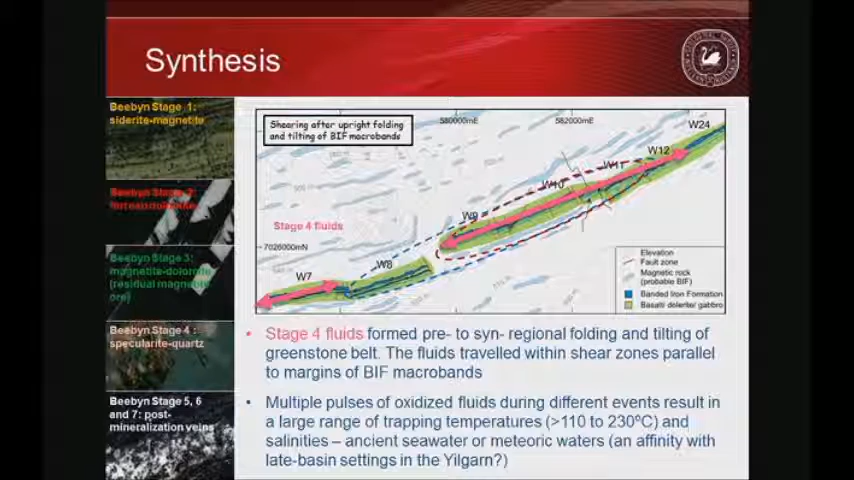 Synthesis
Beebyn Stage 1:
siderite-magnetite
Beebyn Stage 2:
Beebyn Stage 3:
magnetite-dolomite
(residual magnetite
ore)
Beebyn Stage 4 :
specularite-quartz
Beebyn Stage 5, 6
and 7: post-
mineralization veins
Shearing after upright folding
and tilting of BIF macrobands
580000mE
582000mE
W24
W12
W11
W10
W9
Stage 4 fluids
7026000mN
W8
W7
Elevation
Fault zone
Magnetic rock
(probable BIF)
Banded Iron Formation
Basalt/ dolerite/ gabbro
• Stage 4 fluids formed pre- to syn- regional folding and tilting of
greenstone belt. The fluids travelled within shear zones parallel
to margins of BIF macrobands
• Multiple pulses of oxidized fluids during different events result in
a large range of trapping temperatures (>110 to 230ºC) and
salinities – ancient seawater or meteoric waters (an affinity with
late-basin settings in the Yilgarn?)